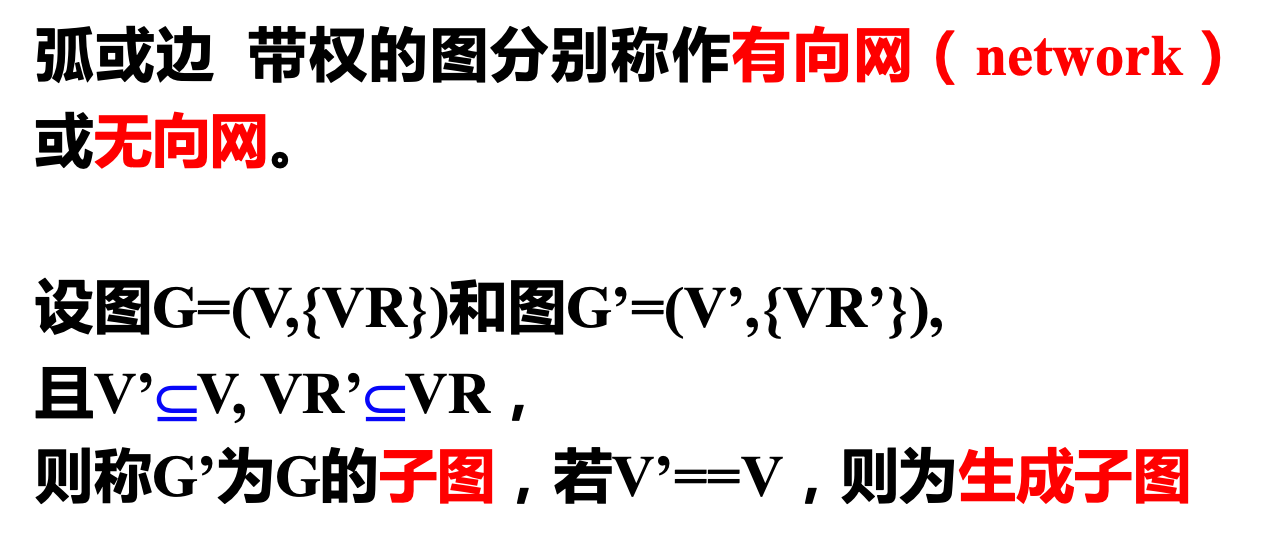 弧或边 带权的图分别称作有向网（network）
或无向网。
设图G=(V,{VR})和图G’=(V’,{VR’}),
且V’⊆V, VR’⊆VR，
则称G’为G的子图，若V’==V，则为生成子图